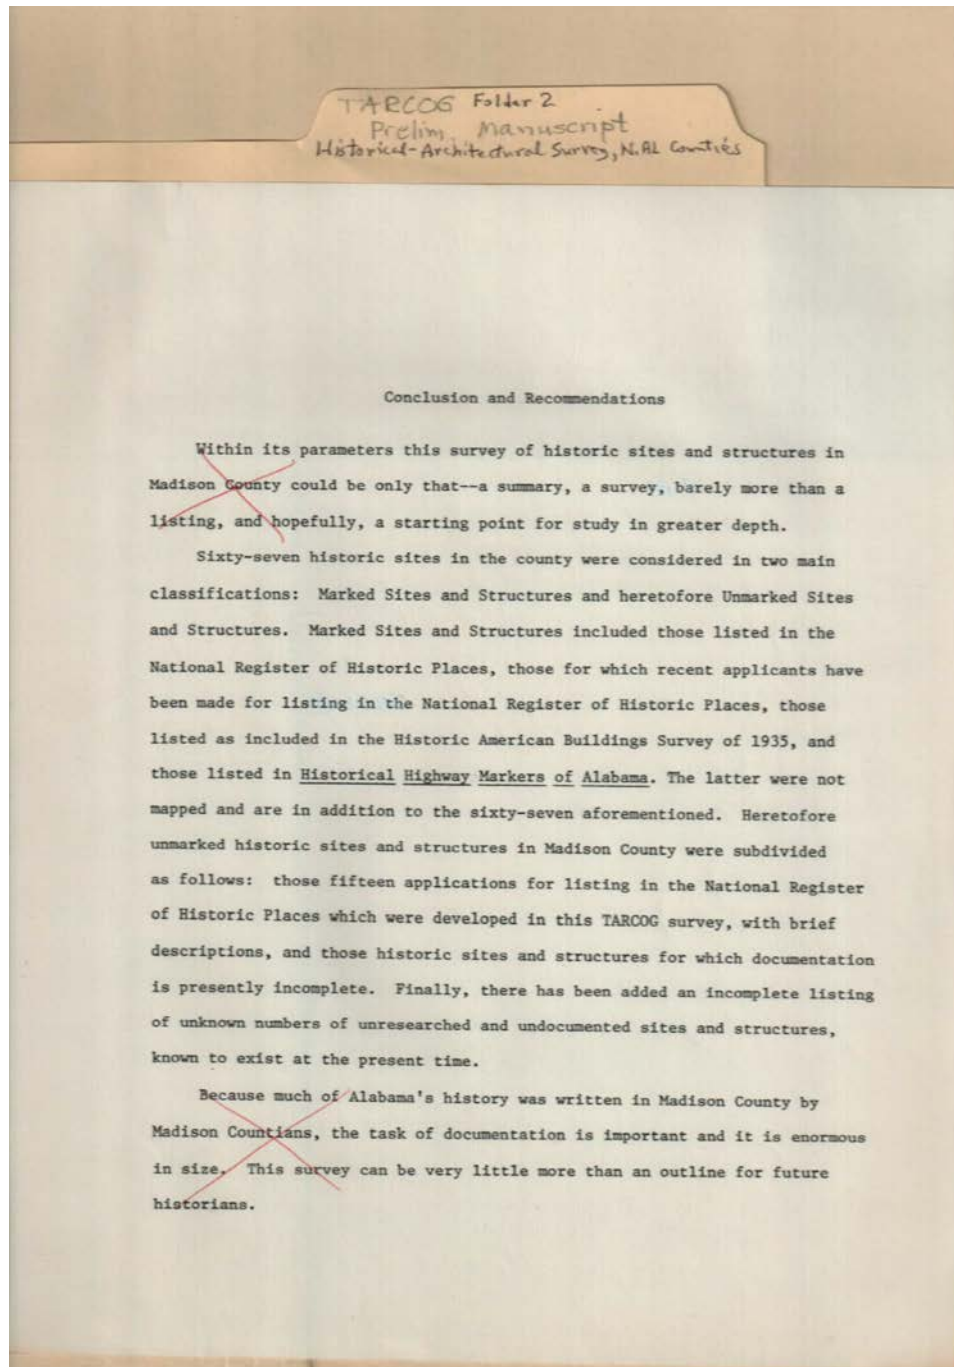 TARCOG Folder 2
Prelim. Manuscript
Historical-Architectural Survey, N. AL Counties
Conclusion and Recommendations
Within its parameters this survey of historic sites and structures in
Madison County could be only that--a summary, a survey, barely more than a
listing, and hopefully, a starting point for study in greater depth.
Sixty-seven historic sites in the county were considered in two main
classifications: Marked Sites and Structures and heretofore Unmarked Sites
and Structures. Marked Sites and Structures included those listed in the
National Register of Historic Places, those for which recent applicants have
been made for listing in the National Register of Historic Places, those
listed as included in the Historic American Buildings Survey of 1935, and
those listed in Historical Highway Markers of Alabama. The latter were not
mapped and are in addition to the sixty-seven aforementioned. Heretofore
unmarked historic sites and structures in Madison County were subdivided
as follows: those fifteen applications for listing in the National Register
of Historic Places which were developed in this TARCOG survey, with brief
descriptions, and those historic sites and structures for which documentation
is presently incomplete. Finally, there has been added an incomplete listing
of unknown numbers of unresearched and undocumented sites and structures,
known to exist at the present time.
Because much of Alabama's history was written in Madison County by
Madison Countians, the task of documentation is important and it is enormous
in size. This survey can be very little more than an outline for future
historians.